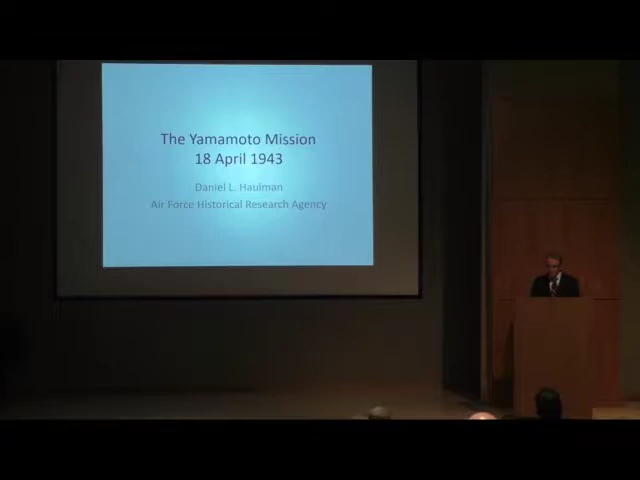 The Yamamoto Mission
18 April 1943
Daniel L. Haulman
Air Force Historical Research Agency